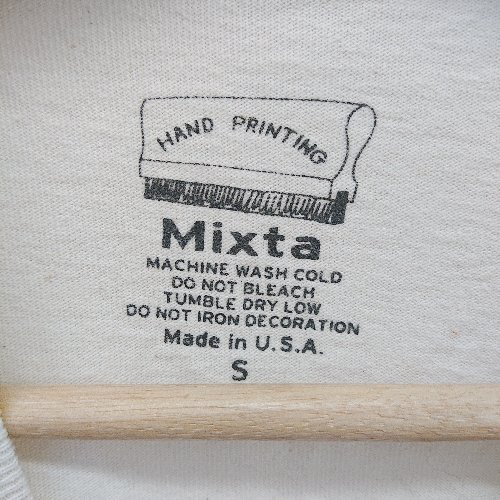 HAND PRINTING
Mixta
MACHINE WASH COLD
DO NOT BLEACH
TUMBLE DRY LOW
DO NOT IRON DECORATION
Made in U.S.A.
S